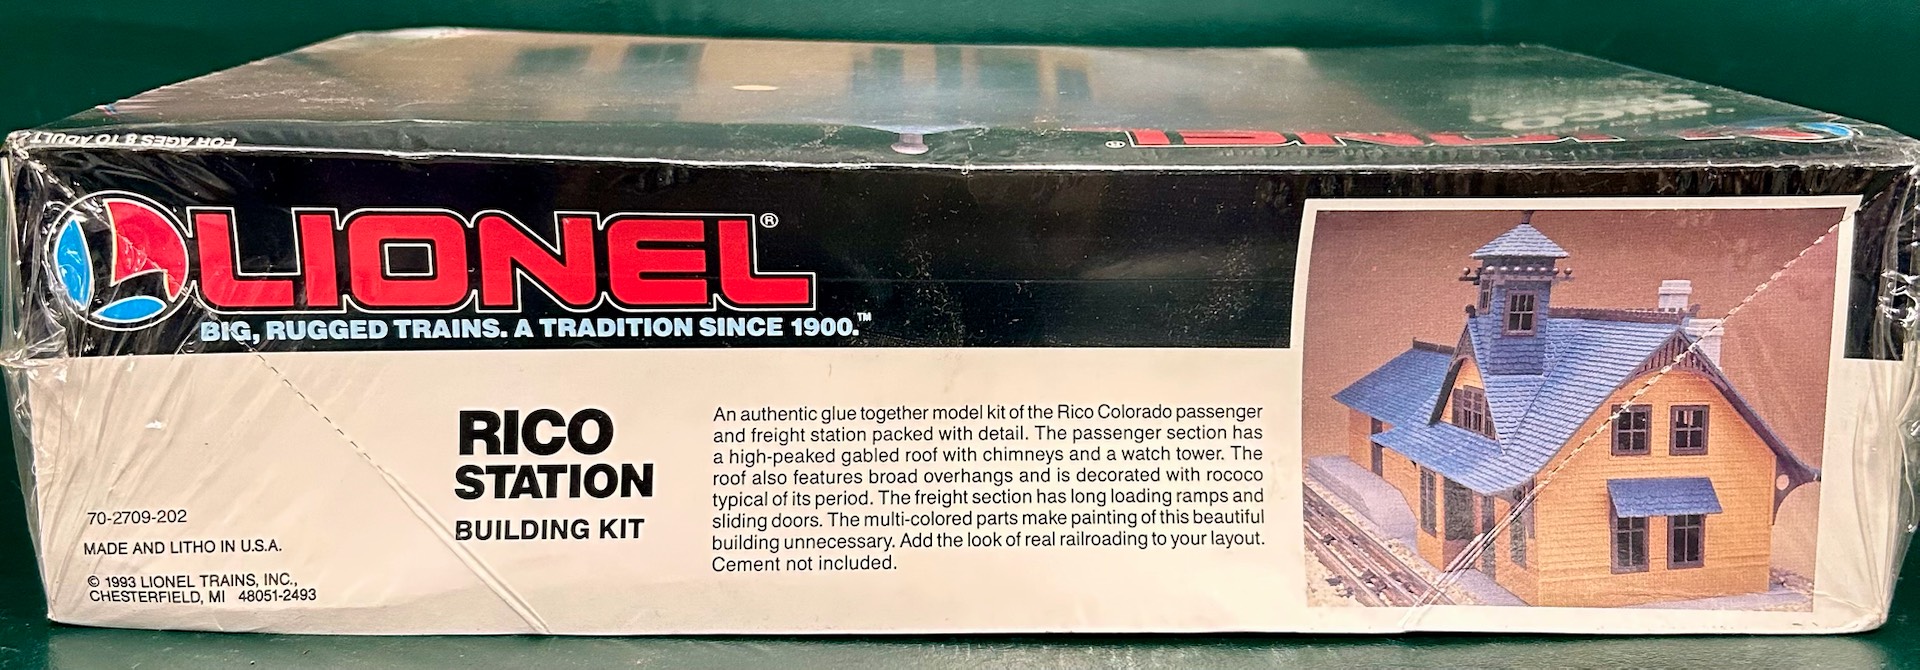 FOR AGES 8 TO ADULT
LIONEL®
LIONEL®
BIG, RUGGED TRAINS. A TRADITION SINCE 1900.™
RICO
STATION
BUILDING KIT
An authentic glue together model kit of the Rico Colorado passenger
and freight station packed with detail. The passenger section has
a high-peaked gabled roof with chimneys and a watch tower. The
roof also features broad overhangs and is decorated with rococo
typical of its period. The freight section has long loading ramps and
sliding doors. The multi-colored parts make painting of this beautiful
building unnecessary. Add the look of real railroading to your layout.
Cement not included.
70-2709-202
MADE AND LITHO IN U.S.A.
© 1993 LIONEL TRAINS, INC.,
CHESTERFIELD, MI 48051-2493